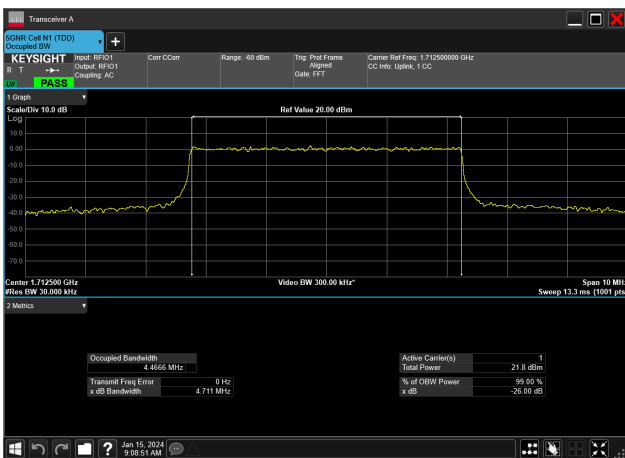 Transceiver A
5GNR Cell N1 (TDD)
Occupied BW
KEYSIGHT
R T
PASS
Input: RFIO1
Output: RFIO1
Coupling: AC
Corr CCorr
Range: -60 dBm
Trig: Prot Frame
Aligned
Gate: FFT
Carrier Ref Freq: 1.712500000 GHz
CC Info: Uplink, 1 CC
1 Graph
Scale/Div 10.0 dB
Ref Value 20.00 dBm
Log
10.0
0.00
-10.0
-20.0
-30.0
-40.0
-50.0
-60.0
-70.0
Center 1.712500 GHz
Video BW 300.00 kHz*
Span 10 MHz
#Res BW 30.000 kHz
Sweep 13.3 ms (1001 pts
2 Metrics
Occupied Bandwidth
4.4666 MHz
Active Carrier(s) 1
Total Power 21.8 dBm
Transmit Freq Error 0 Hz
x dB Bandwidth 4.711 MHz
% of OBW Power 99.00 %
x dB -26.00 dB
? Jan 15, 2024
9:08:51 AM